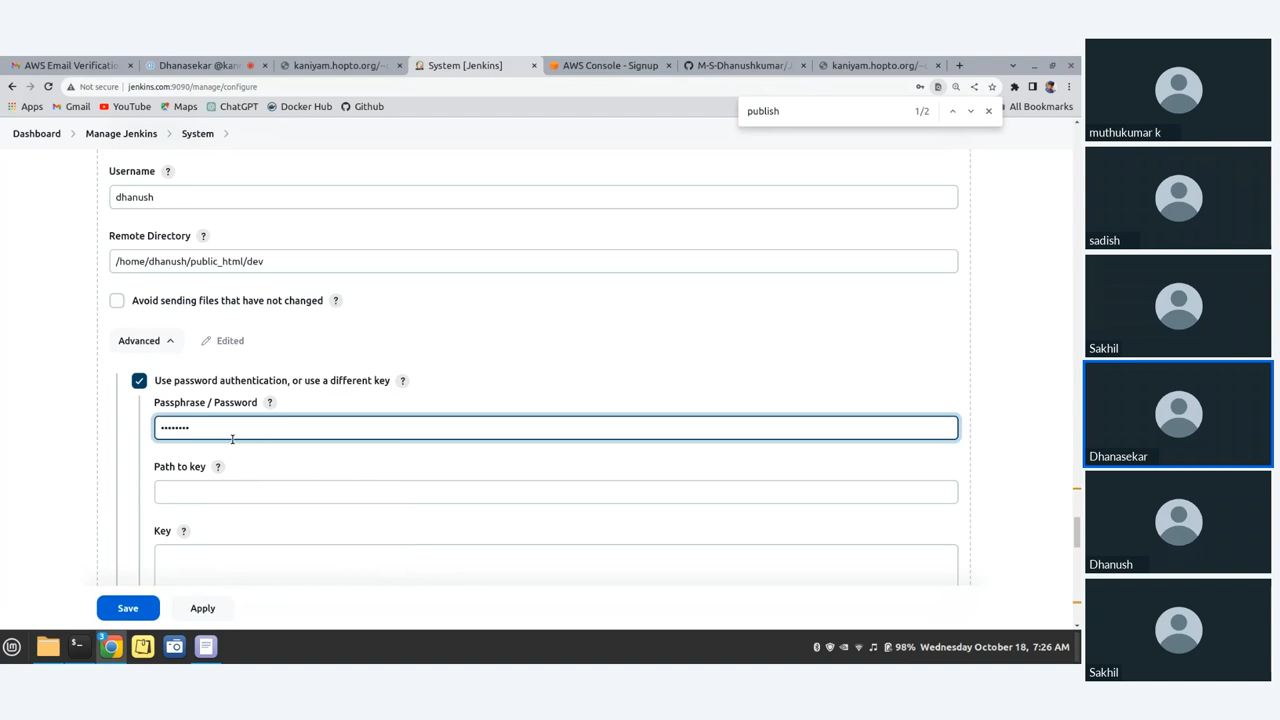 AWS Email Verificatio
Dhanasekar @kan
kaniyam.hopto.org/~
System [Jenkins]
AWS Console - Signup
M-S-Dhanushkumar/
kaniyam.hopto.org/~
Not secure
jenkins.com:9090/manage/configure
Apps
Gmail
YouTube
Maps
ChatGPT
Docker Hub
Github
All Bookmarks
publish
1/2
Dashboard
Manage Jenkins
System
Username ?
dhanush
Remote Directory ?
/home/dhanush/public_html/dev
Avoid sending files that have not changed ?
Advanced
Edited
Use password authentication, or use a different key ?
Passphrase / Password ?
••••••••
Path to key ?
Key ?
Save
Apply
98% Wednesday October 18, 7:26 AM
muthukumar k
sadish
Sakhil
Dhanasekar
Dhanush
Sakhil